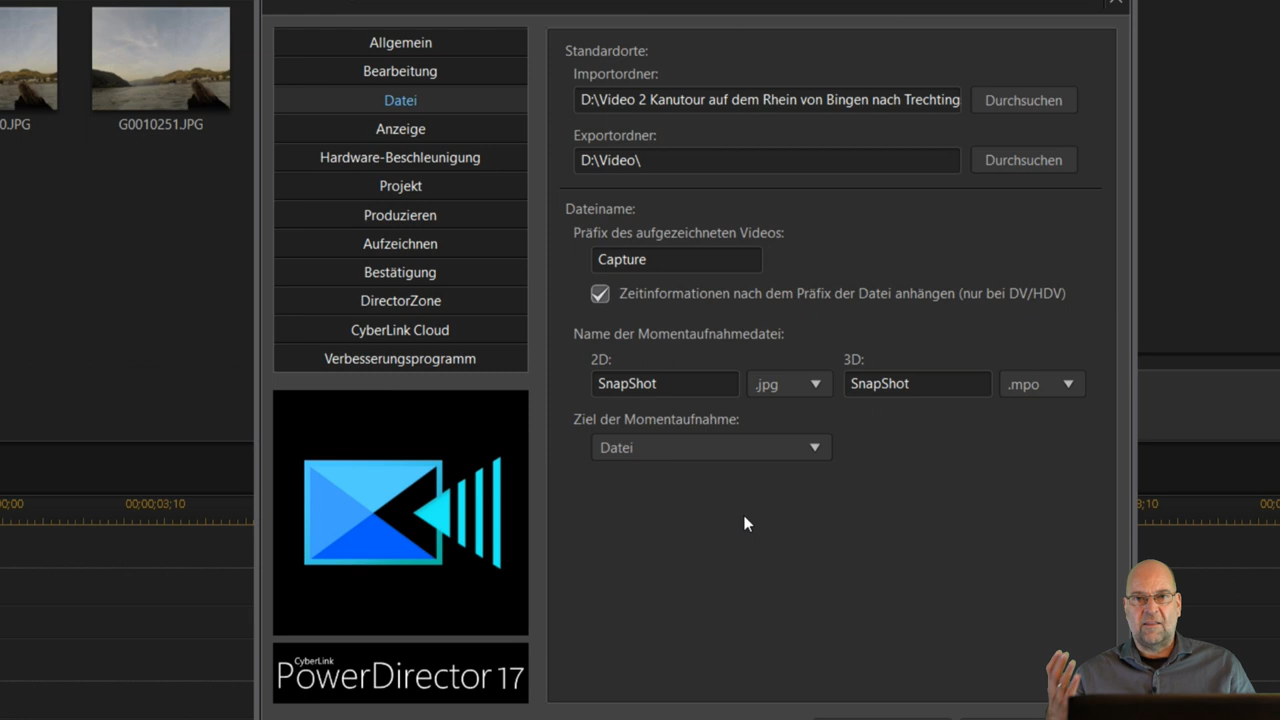 0.JPG
G0010251.JPG
Allgemein
Bearbeitung
Datei
Anzeige
Hardware-Beschleunigung
Projekt
Produzieren
Aufzeichnen
Bestätigung
DirectorZone
CyberLink Cloud
Verbesserungsprogramm
CyberLink
PowerDirector 17
Standardorte:
Importordner:
D:\Video 2 Kanutour auf dem Rhein von Bingen nach Trechting
Durchsuchen
Exportordner:
D:\Video\
Durchsuchen
Dateiname:
Präfix des aufgezeichneten Videos:
Capture
Zeitinformationen nach dem Präfix der Datei anhängen (nur bei DV/HDV)
Name der Momentaufnahmedatei:
2D: 3D:
SnapShot .jpg SnapShot .mpo
Ziel der Momentaufnahme:
Datei
00;00 00;00;03;10 3;10 00;0